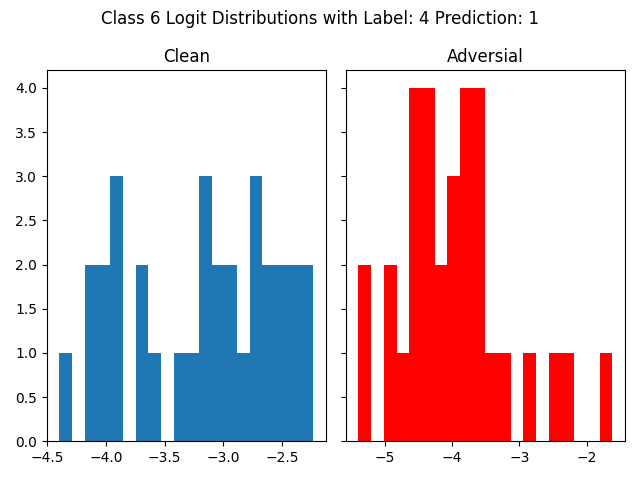 Class 6 Logit Distributions with Label: 4 Prediction: 1
Clean
Adversial
4.0
3.5
3.0
2.5
2.0
1.5
1.0
0.5
0.0
−4.5 −4.0 −3.5 −3.0 −2.5
−5 −4 −3 −2